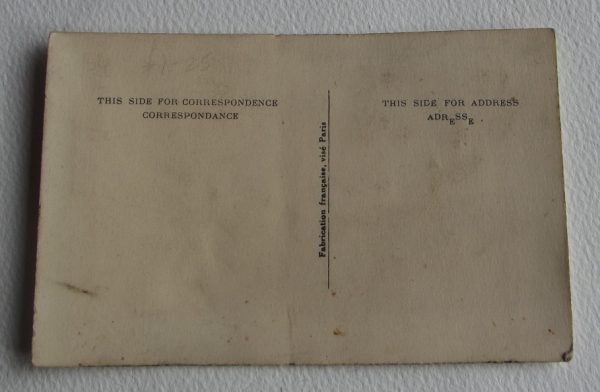 THIS SIDE FOR CORRESPONDENCE
CORRESPONDANCE
Fabrication française, visé Paris
THIS SIDE FOR ADDRESS
ADRESSE